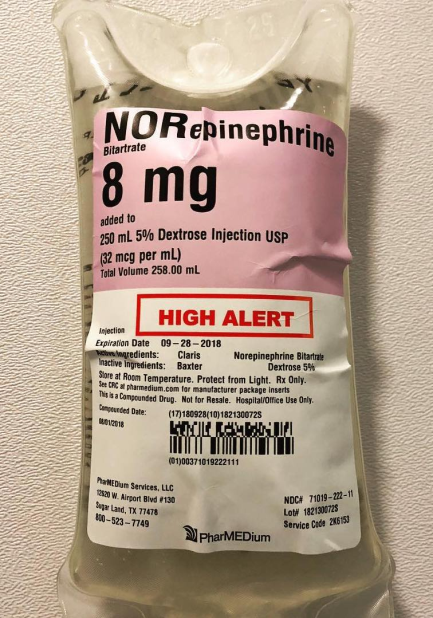 NORepinephrine
Bitartrate
8 mg
added to
250 mL 5% Dextrose Injection USP
(32 mcg per mL)
Total Volume 258.00 mL
HIGH ALERT
Injection
Expiration Date 09-28-2018
Ingredients: Claris Norepinephrine Bitartrate
Inactive Ingredients: Baxter Dextrose 5%
Store at Room Temperature. Protect from Light. Rx Only.
See CRC at pharmedium.com for manufacturer package inserts
This is a Compounded Drug. Not for Resale. Hospital/Office Use Only.
Compounded Date: (17)180928(10)182130072S
08/01/2018
(01)00371019222111
PharMEDium Services, LLC
12620 W. Airport Blvd #130
Sugar Land, TX 77478
800-523-7749
NDC# 71019-222-11
Lot# 182130072S
Service Code 2K6153
PharMEDium